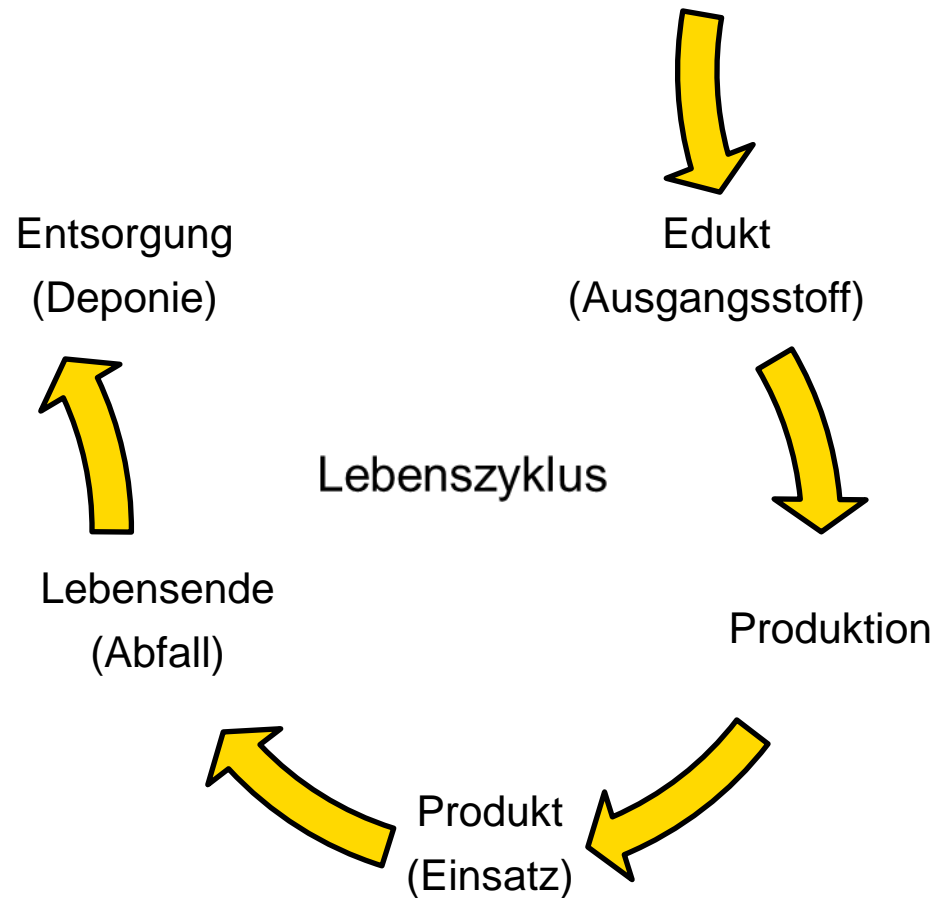 Entsorgung
(Deponie)
Edukt
(Ausgangsstoff)
Lebenszyklus
Lebensende
(Abfall)
Produktion
Produkt
(Einsatz)